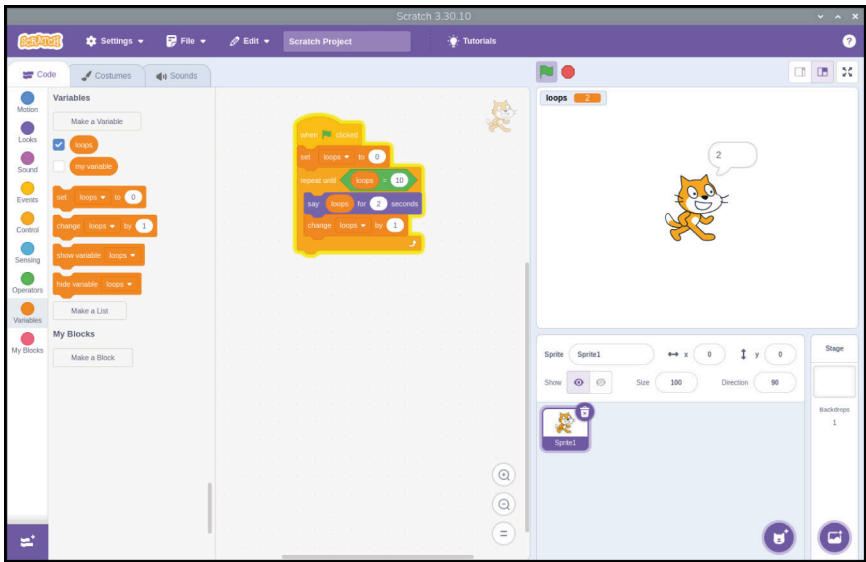 Scratch 3.30.10
SCRATCH Settings File Edit Scratch Project Tutorials ?
Code Costumes Sounds
Motion
Looks
Sound
Events
Control
Sensing
Operators
Variables
My Blocks
Variables
Make a Variable
loops
my variable
set loops to 0
change loops by 1
show variable loops
hide variable loops
Make a List
My Blocks
Make a Block
when clicked
set loops to 0
repeat until loops = 10
say loops for 2 seconds
change loops by 1
loops 2
2
Sprite Sprite1 x 0 y 0
Show Size 100 Direction 90
Sprite1
Stage
Backdrops
1